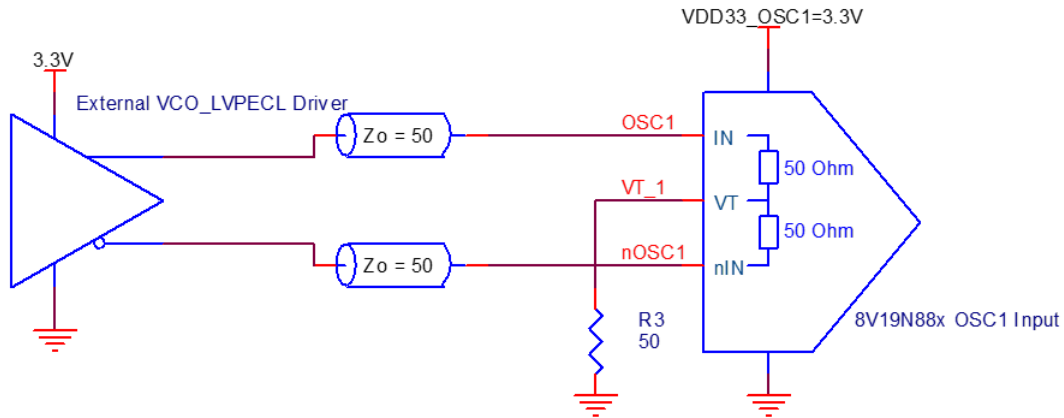 VDD33_OSC1=3.3V
3.3V
External VCO_LVPECL Driver
Zo = 50
OSC1
IN
50 Ohm
VT_1
VT
50 Ohm
Zo = 50
nOSC1
nIN
R3
50
8V19N88x OSC1 Input